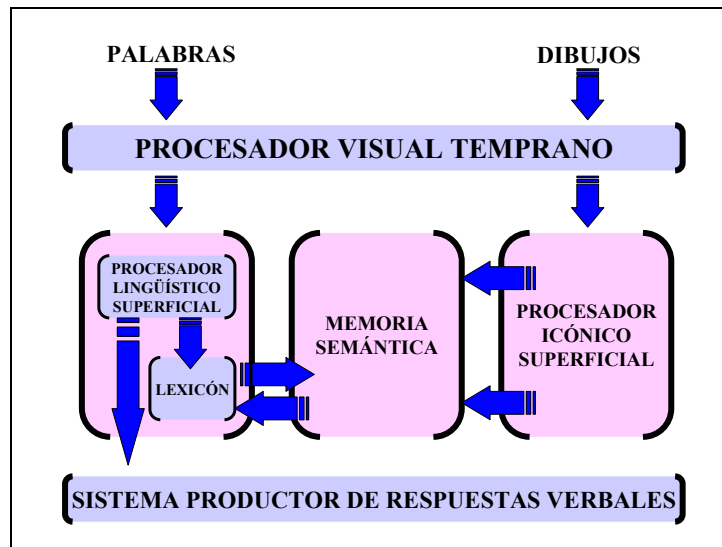 PALABRAS
DIBUJOS
PROCESADOR VISUAL TEMPRANO
PROCESADOR
LINGÜÍSTICO
SUPERFICIAL
LEXICÓN
MEMORIA
SEMÁNTICA
PROCESADOR
ICÓNICO
SUPERFICIAL
SISTEMA PRODUCTOR DE RESPUESTAS VERBALES